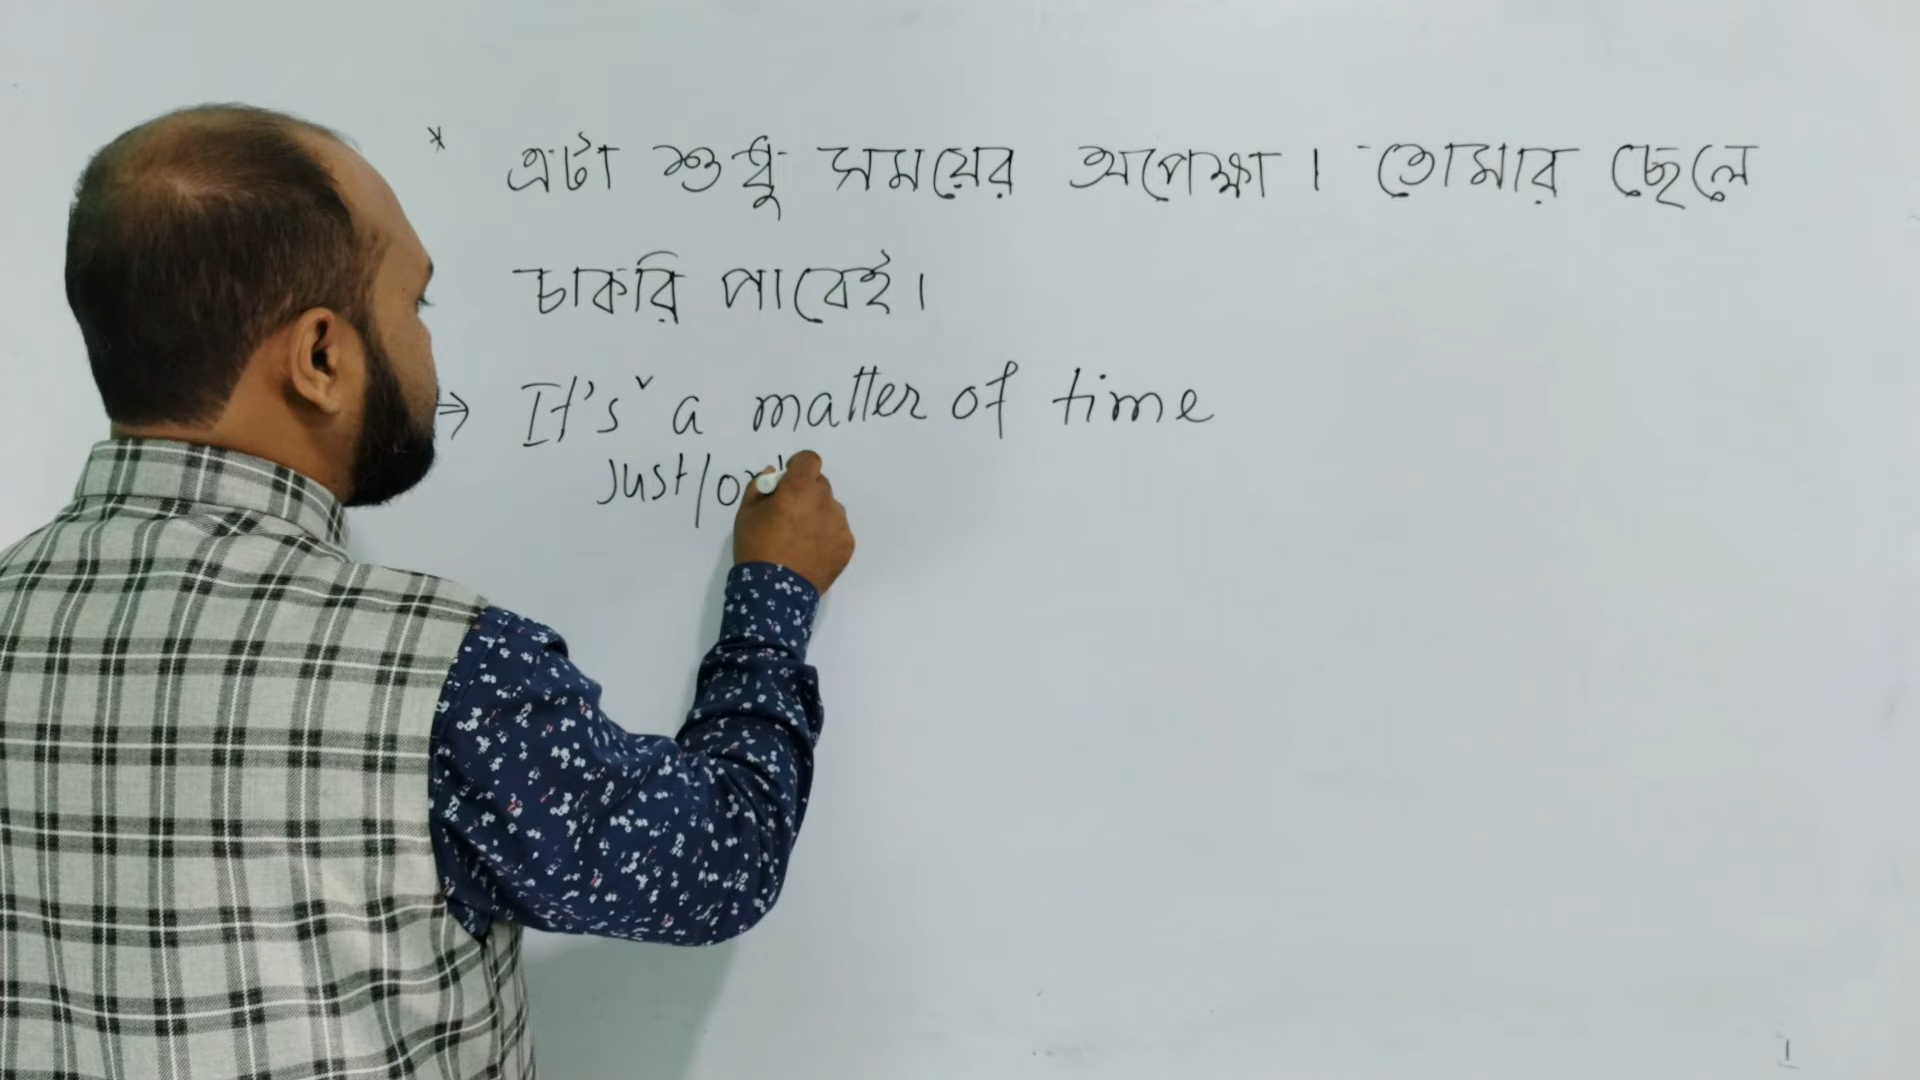 * এটা শুধু সময়ের অপেক্ষা। তোমার ছেলে
চাকরি পাবেই।
⇒ It's ˅ a matter of time
Just/